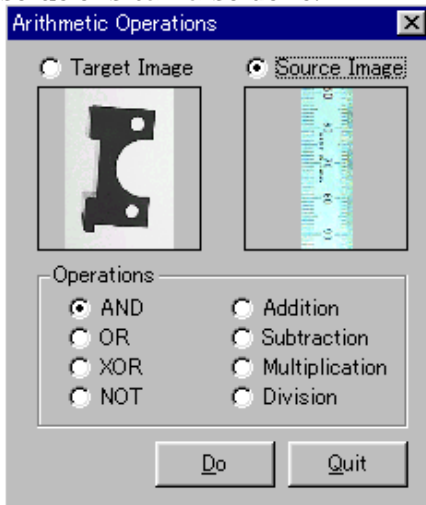 Arithmetic Operations
Target Image
Source Image
Operations
AND
Addition
OR
Subtraction
XOR
Multiplication
NOT
Division
Do
Quit